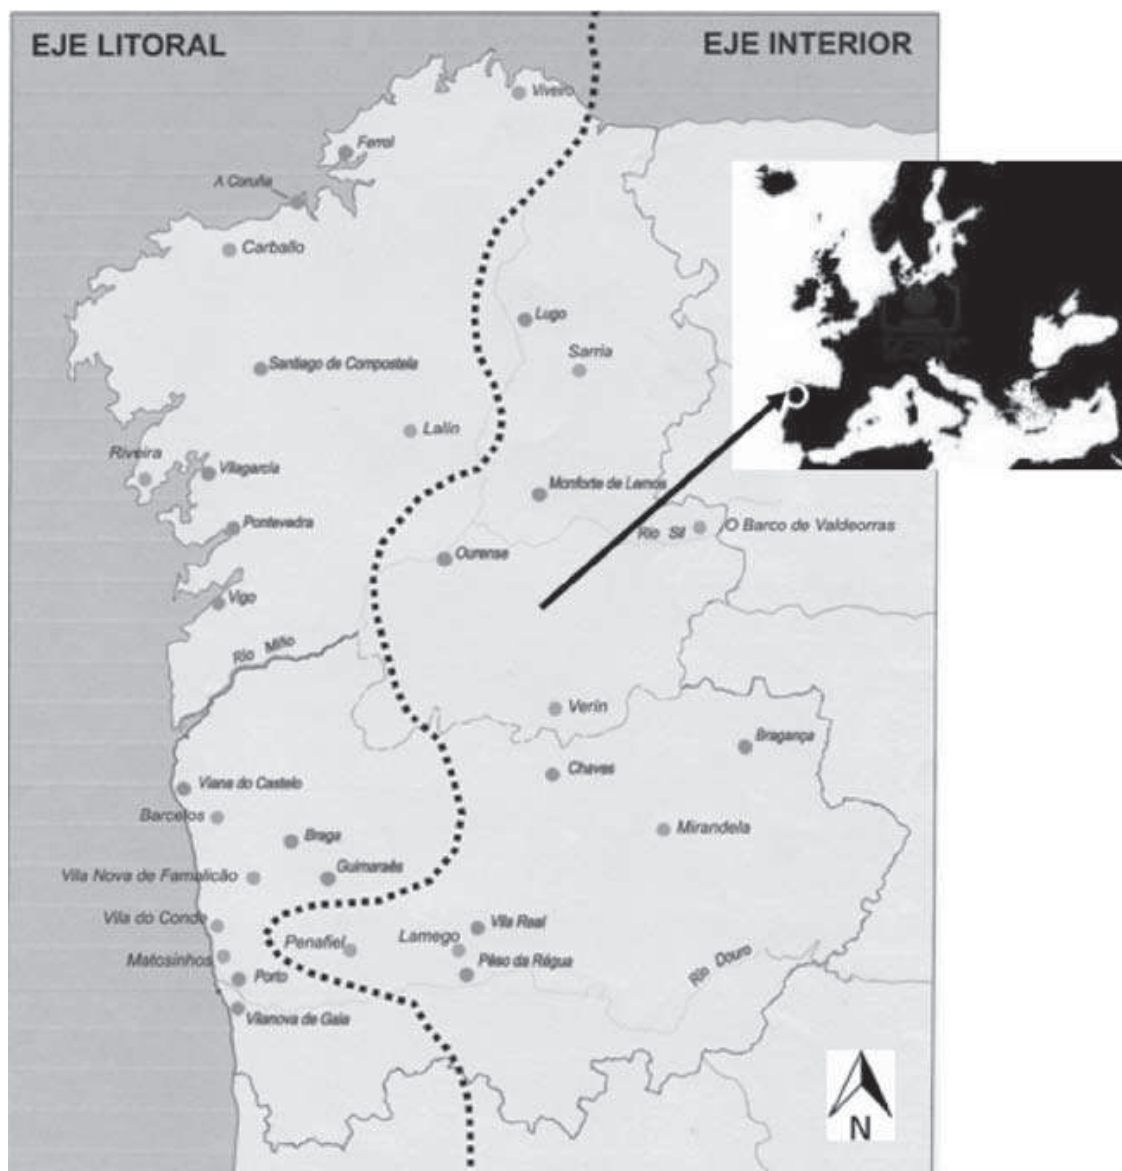 EJE LITORAL
EJE INTERIOR
Viveiro
Ferrol
A Coruña
Carballo
Lugo
Sarria
Santiago de Compostela
Lalín
Riveira
Vilagarcía
Monforte de Lemos
Pontevedra
Río Sil
O Barco de Valdeorras
Ourense
Vigo
Río Miño
Verín
Bragança
Chaves
Viana do Castelo
Barcelos
Mirandela
Braga
Guimaraês
Vila Nova de Famalicão
Vila do Conde
Vila Real
Penafiel
Lamego
Matosinhos
Pêso da Régua
Río Douro
Porto
Vilanova de Gaia
N